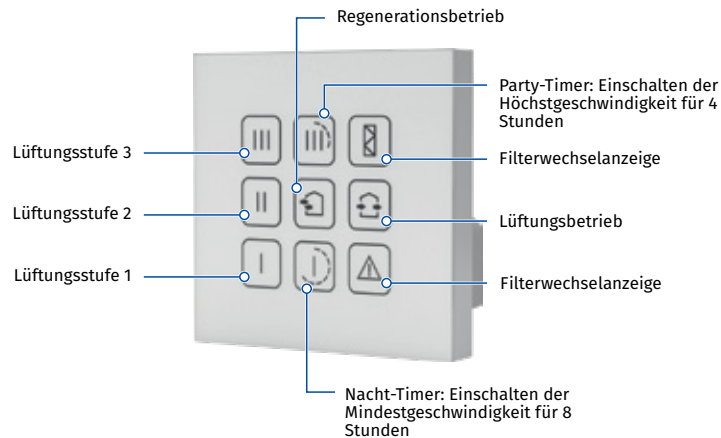 Regenerationsbetrieb
Party-Timer: Einschalten der
Höchstgeschwindigkeit für 4
Stunden
Lüftungsstufe 3
Filterwechselanzeige
Lüftungsstufe 2
Lüftungsbetrieb
Lüftungsstufe 1
Filterwechselanzeige
Nacht-Timer: Einschalten der
Mindestgeschwindigkeit für 8
Stunden